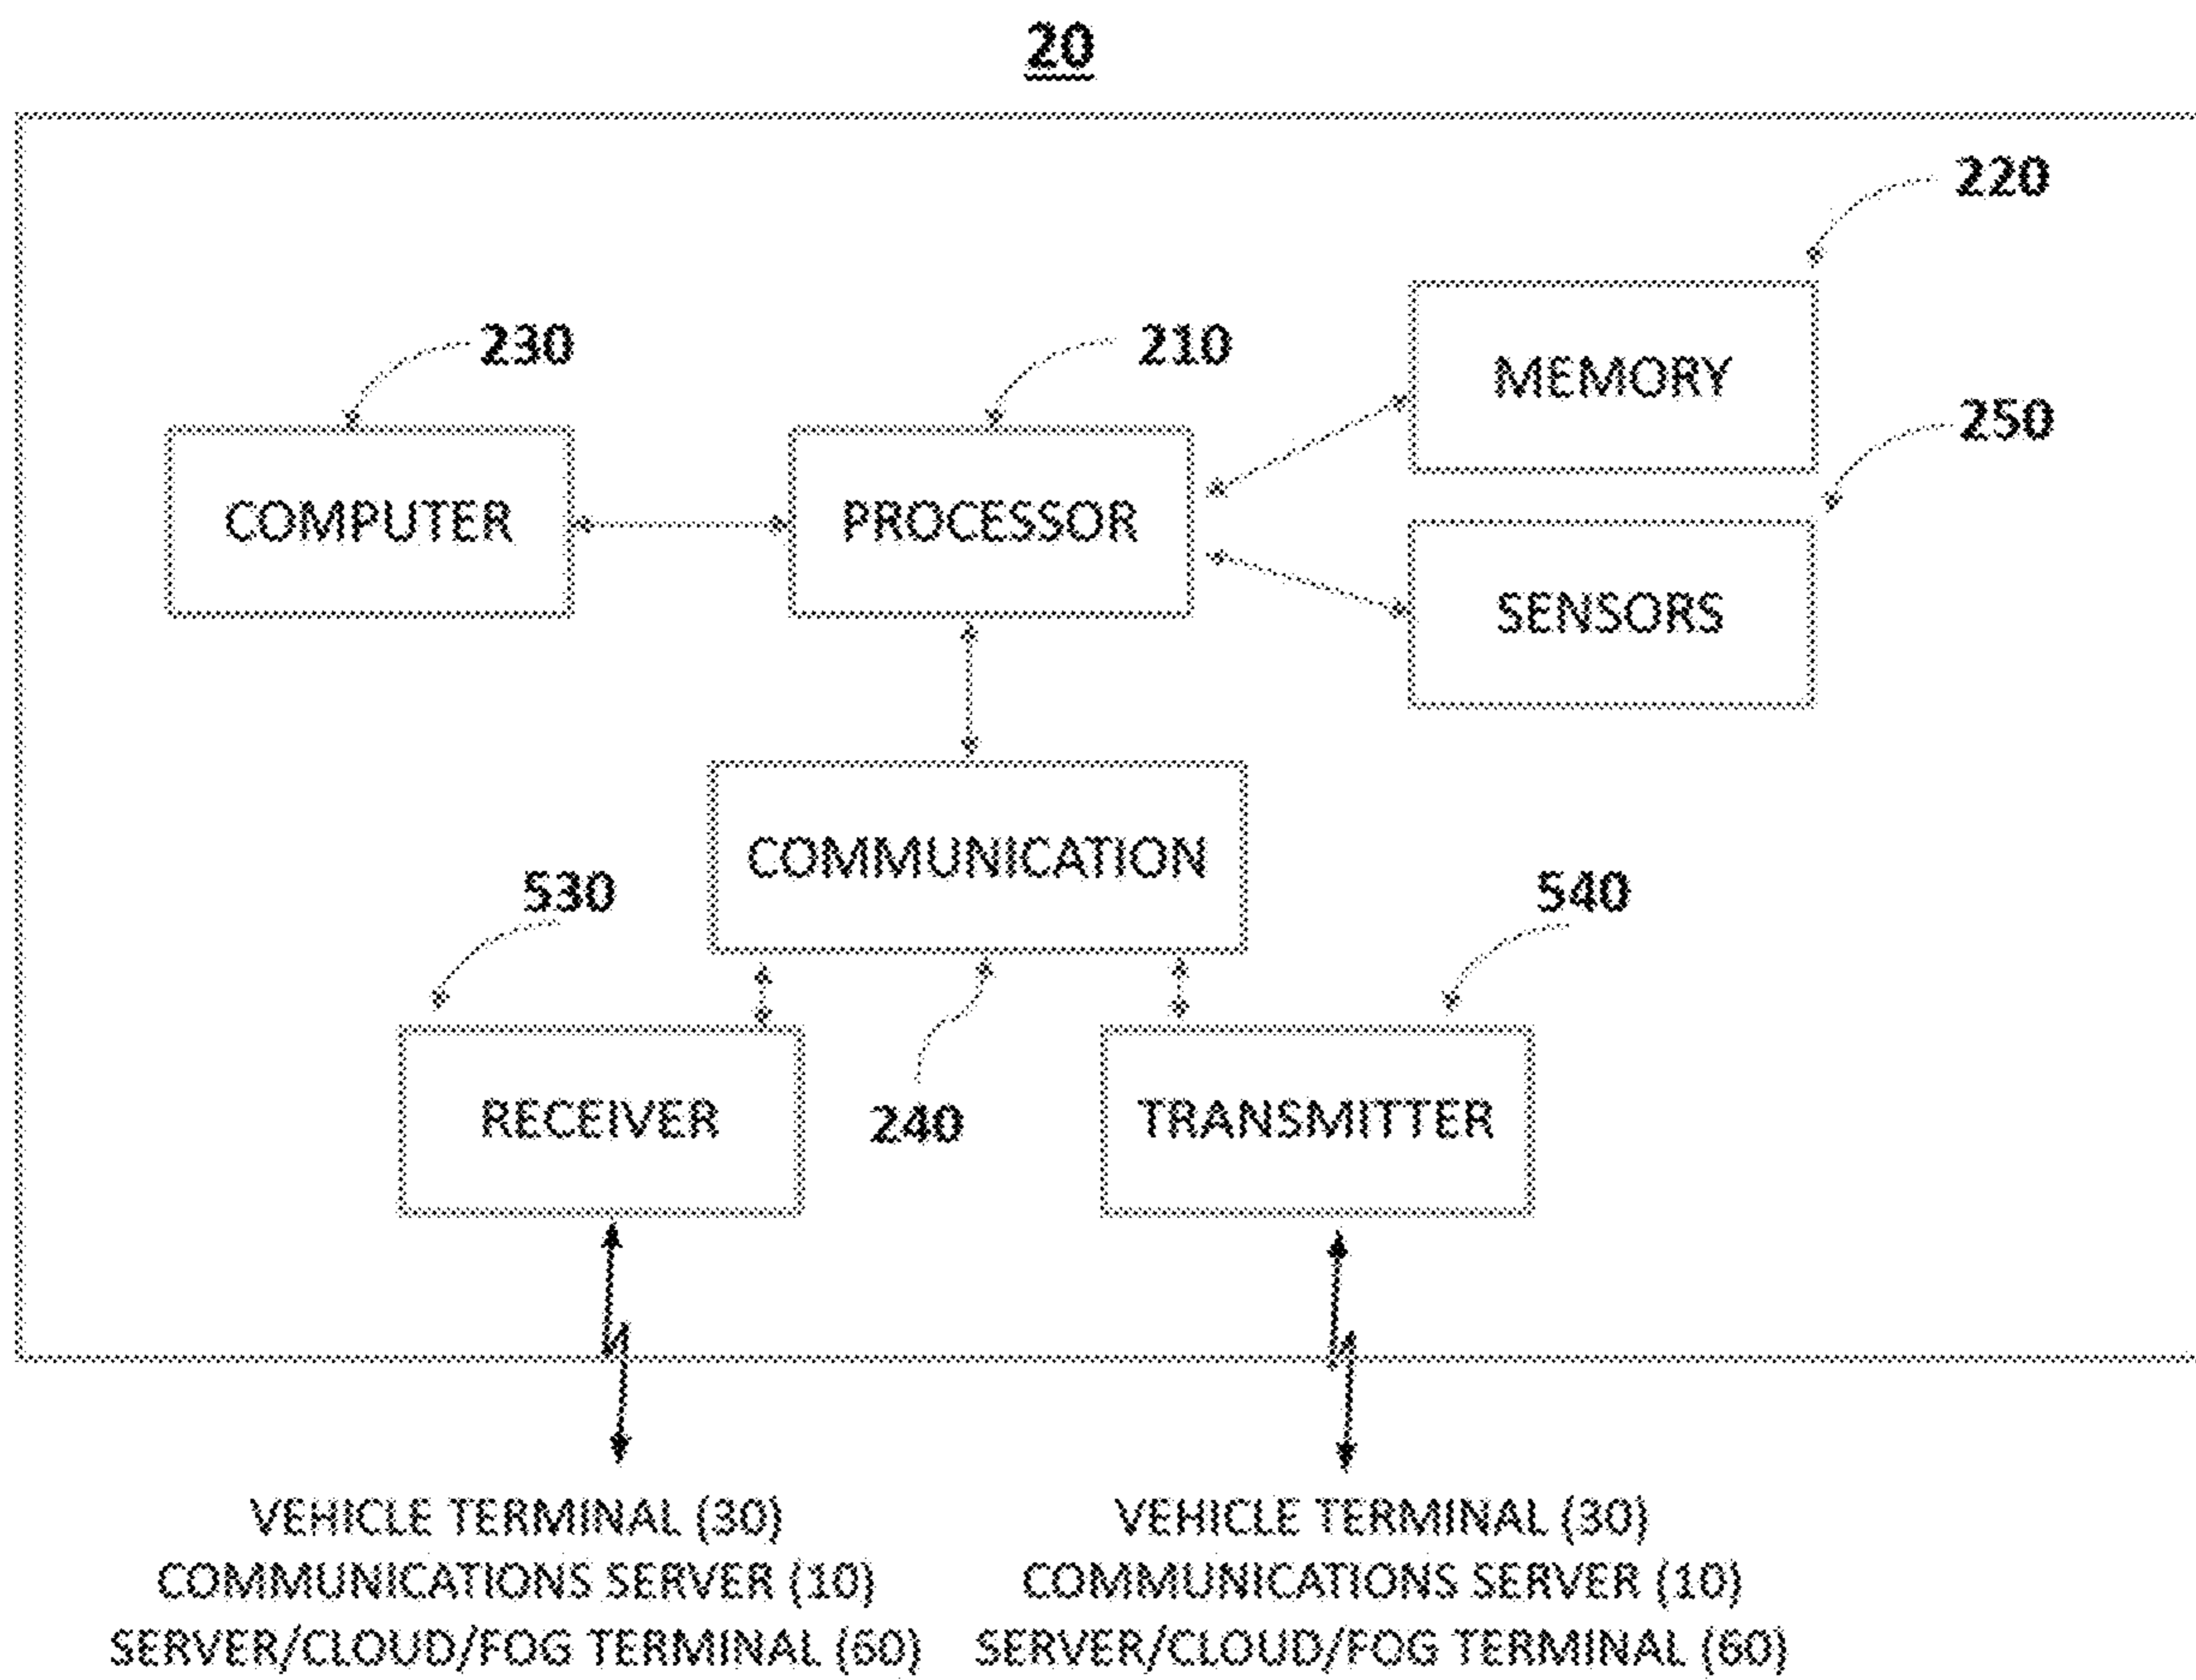 20
220
230
210
MEMORY
250
COMPUTER
PROCESSOR
SENSORS
COMMUNICATION
530
540
RECEIVER
240
TRANSMITTER
VEHICLE TERMINAL (30)
COMMUNICATIONS SERVER (10)
SERVER/CLOUD/FOG TERMINAL (60)
VEHICLE TERMINAL (30)
COMMUNICATIONS SERVER (10)
SERVER/CLOUD/FOG TERMINAL (60)